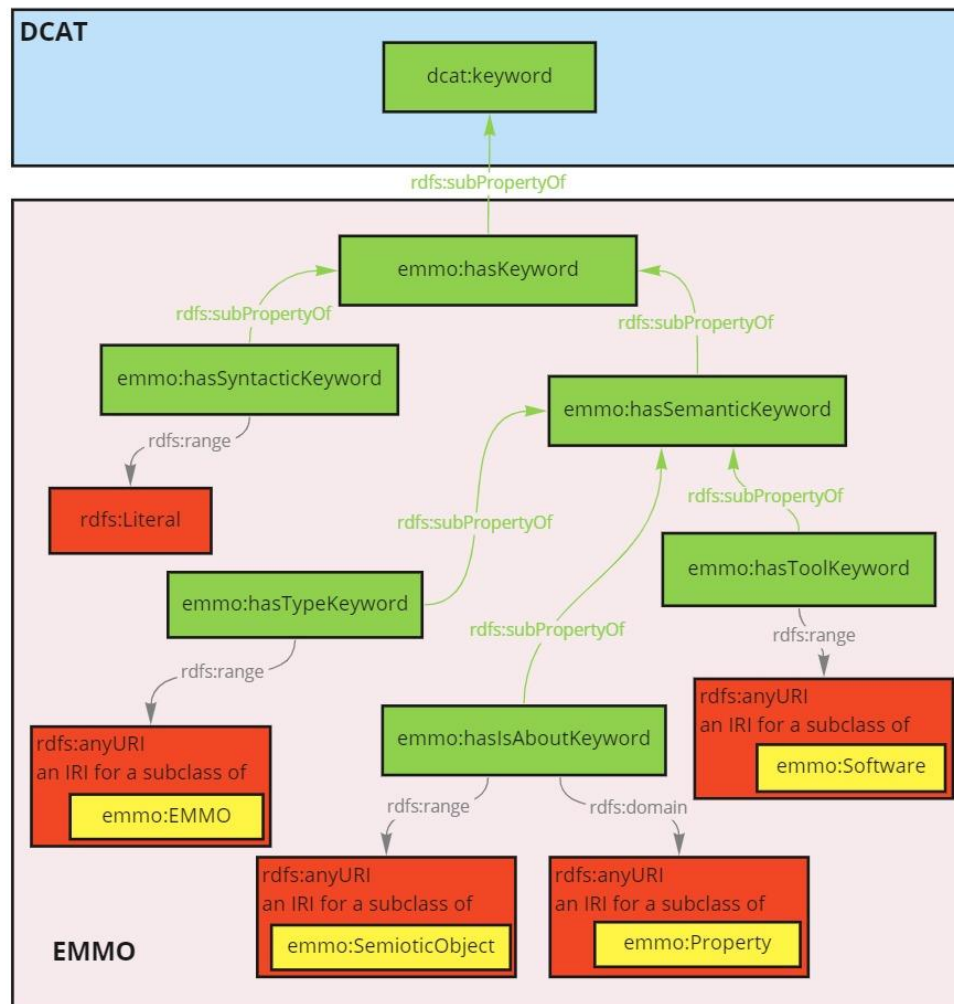 DCAT
dcat:keyword
rdfs:subPropertyOf
emmo:hasKeyword
rdfs:subPropertyOf
rdfs:subPropertyOf
emmo:hasSyntacticKeyword
emmo:hasSemanticKeyword
rdfs:range
rdfs:subPropertyOf
rdfs:Literal
rdfs:subPropertyOf
emmo:hasToolKeyword
emmo:hasTypeKeyword
rdfs:subPropertyOf
rdfs:range
rdfs:range
rdfs:anyURI
an IRI for a subclass of
emmo:Software
rdfs:anyURI
an IRI for a subclass of
emmo:EMMO
emmo:hasIsAboutKeyword
rdfs:range
rdfs:domain
rdfs:anyURI
an IRI for a subclass of
emmo:SemioticObject
rdfs:anyURI
an IRI for a subclass of
emmo:Property
EMMO